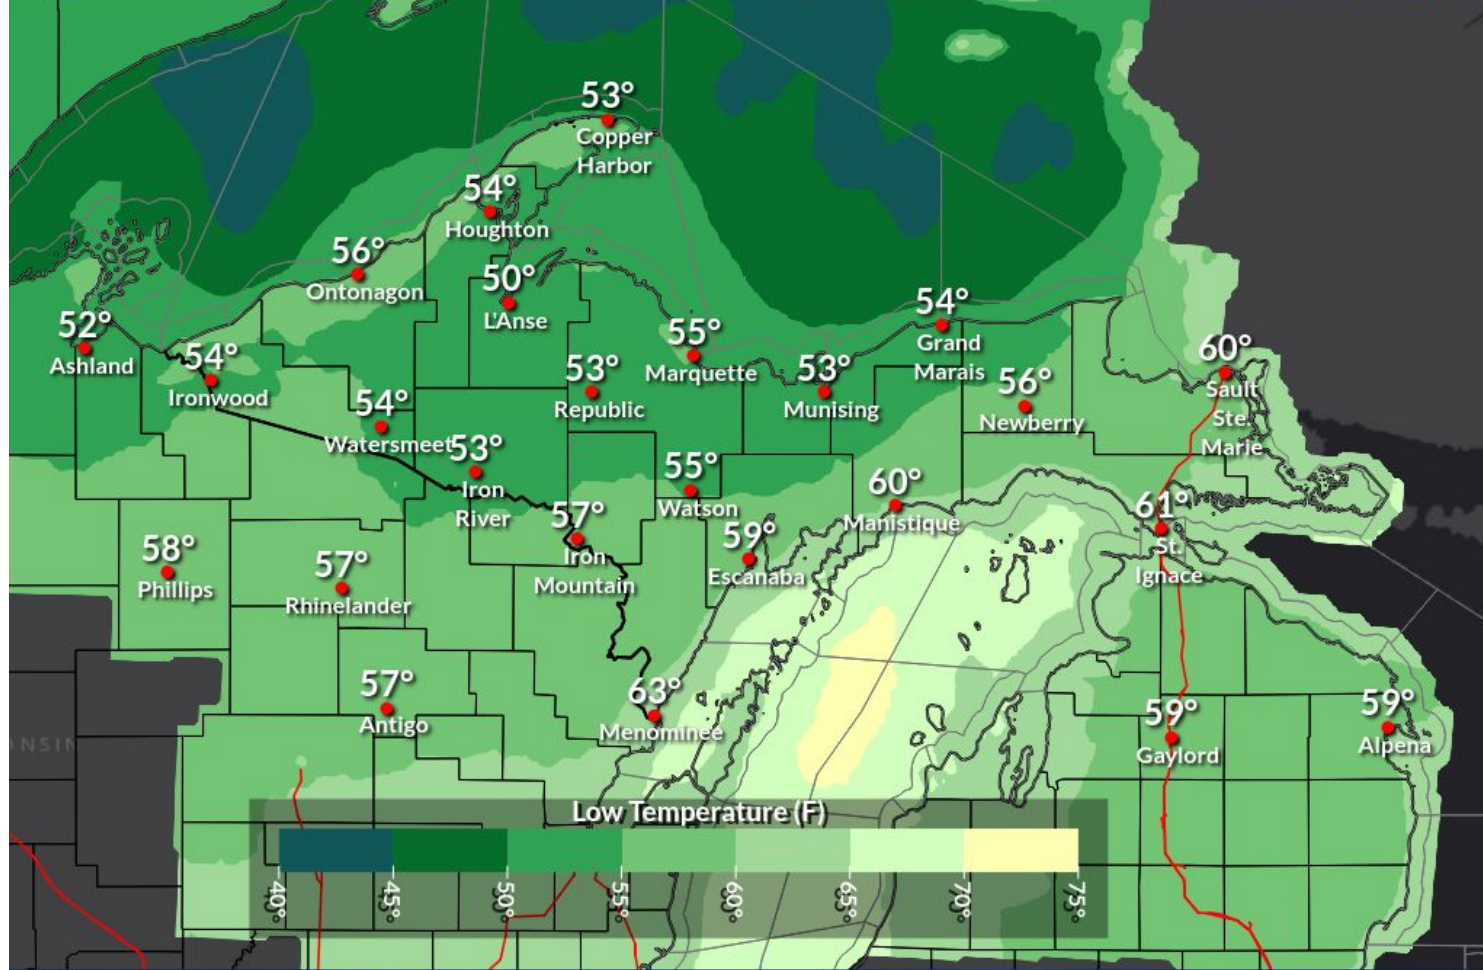 53°
Copper
Harbor
54°
Houghton
56°
Ontonagon
50°
L'Anse
52°
Ashland
54°
Ironwood
54°
Grand
Marais
55°
Marquette
53°
Republic
53°
Munising
60°
Sault
Ste.
Marie
56°
Newberry
54°
Watersmeet
53°
Iron
River
55°
Watson
60°
Manistique
61°
St.
Ignace
57°
Iron
Mountain
59°
Escanaba
58°
Phillips
57°
Rhinelander
57°
Antigo
63°
Menominee
59°
Gaylord
59°
Alpena
ONSIN
Low Temperature (F)
40°
45°
50°
55°
60°
65°
70°
75°